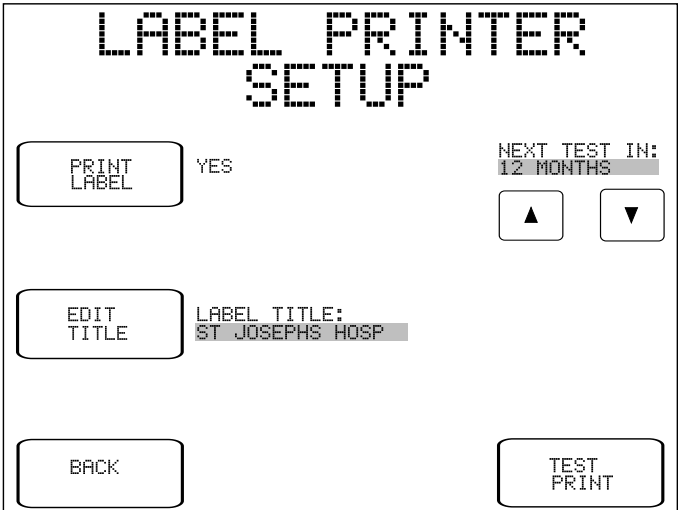 LABEL PRINTER
SETUP
PRINT
LABEL
YES
NEXT TEST IN:
12 MONTHS
▲
▼
EDIT
TITLE
LABEL TITLE:
ST JOSEPHS HOSP
BACK
TEST
PRINT